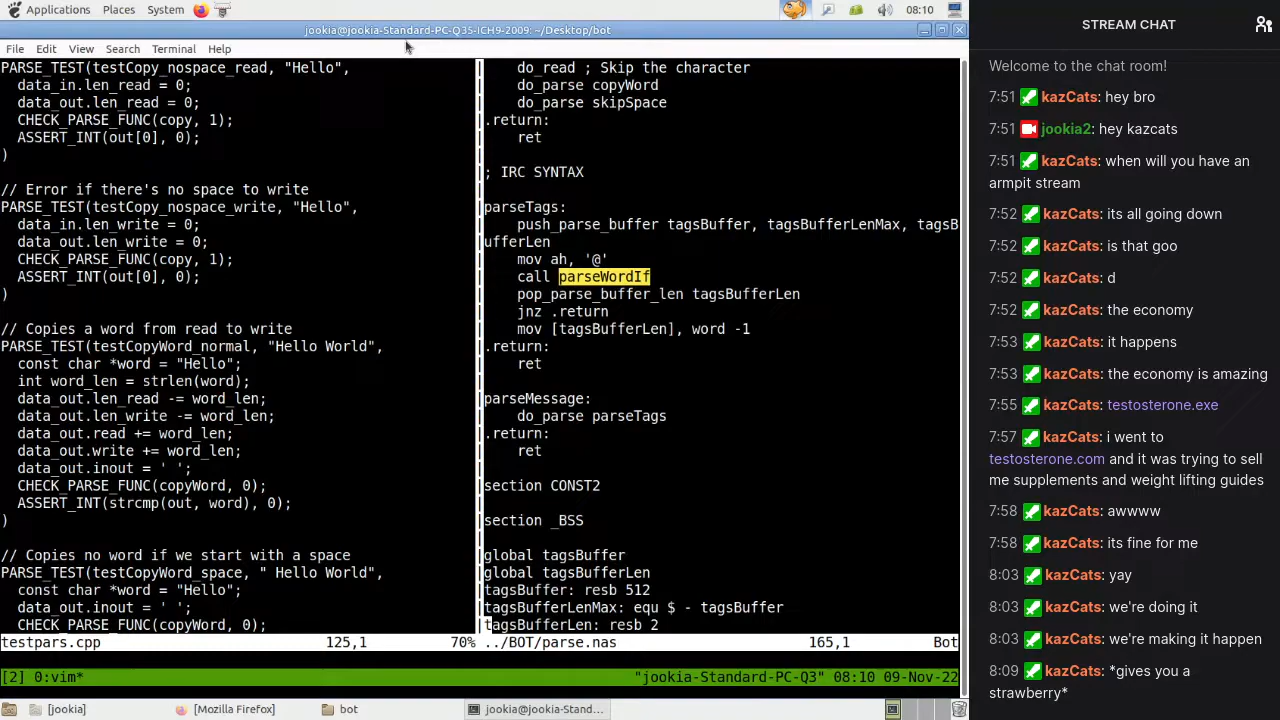 Applications Places System 08:10
jookia@jookia-Standard-PC-Q35-ICH9-2009: ~/Desktop/bot
File Edit View Search Terminal Help
PARSE_TEST(testCopy_nospace_read, "Hello",
data_in.len_read = 0;
data_out.len_read = 0;
CHECK_PARSE_FUNC(copy, 1);
ASSERT_INT(out[0], 0);
)
// Error if there's no space to write
PARSE_TEST(testCopy_nospace_write, "Hello",
data_in.len_write = 0;
data_out.len_write = 0;
CHECK_PARSE_FUNC(copy, 1);
ASSERT_INT(out[0], 0);
)
// Copies a word from read to write
PARSE_TEST(testCopyWord_normal, "Hello World",
const char *word = "Hello";
int word_len = strlen(word);
data_out.len_read -= word_len;
data_out.len_write -= word_len;
data_out.read += word_len;
data_out.write += word_len;
data_out.inout = ' ';
CHECK_PARSE_FUNC(copyWord, 0);
ASSERT_INT(strcmp(out, word), 0);
)
// Copies no word if we start with a space
PARSE_TEST(testCopyWord_space, " Hello World",
const char *word = "Hello";
data_out.inout = ' ';
CHECK_PARSE_FUNC(copyWord, 0);
testpars.cpp 125,1 70%
do_read ; Skip the character
do_parse copyWord
do_parse skipSpace
.return:
ret
; IRC SYNTAX
parseTags:
push_parse_buffer tagsBuffer, tagsBufferLenMax, tagsB
ufferLen
mov ah, '@'
call parseWordIf
pop_parse_buffer_len tagsBufferLen
jnz .return
mov [tagsBufferLen], word -1
.return:
ret
parseMessage:
do_parse parseTags
.return:
ret
section CONST2
section _BSS
global tagsBuffer
global tagsBufferLen
tagsBuffer: resb 512
tagsBufferLenMax: equ $ - tagsBuffer
tagsBufferLen: resb 2
../BOT/parse.nas 165,1 Bot
[2] 0:vim* "jookia-Standard-PC-Q3" 08:10 09-Nov-22
[jookia] [Mozilla FireFox] bot jookia@jookia-Stand...
STREAM CHAT
Welcome to the chat room!
7:51 kazCats: hey bro
7:51 jookia2: hey kazcats
7:51 kazCats: when will you have an
armpit stream
7:52 kazCats: its all going down
7:52 kazCats: is that goo
7:52 kazCats: d
7:52 kazCats: the economy
7:53 kazCats: it happens
7:53 kazCats: the economy is amazing
7:55 kazCats: testosterone.exe
7:57 kazCats: i went to
testosterone.com and it was trying to sell
me supplements and weight lifting guides
7:58 kazCats: awwww
7:58 kazCats: its fine for me
8:03 kazCats: yay
8:03 kazCats: we're doing it
8:03 kazCats: we're making it happen
8:09 kazCats: *gives you a
strawberry*